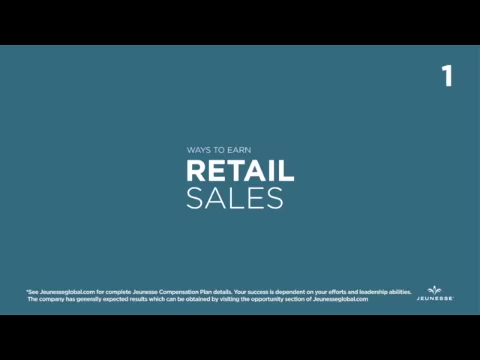 1
WAYS TO EARN
RETAIL
SALES
*See Jeunesseglobal.com for complete Jeunesse Compensation Plan details. Your success is dependent on your efforts and leadership abilities.
The company has generally expected results which can be obtained by visiting the opportunity section of Jeunesseglobal.com
JEUNESSE